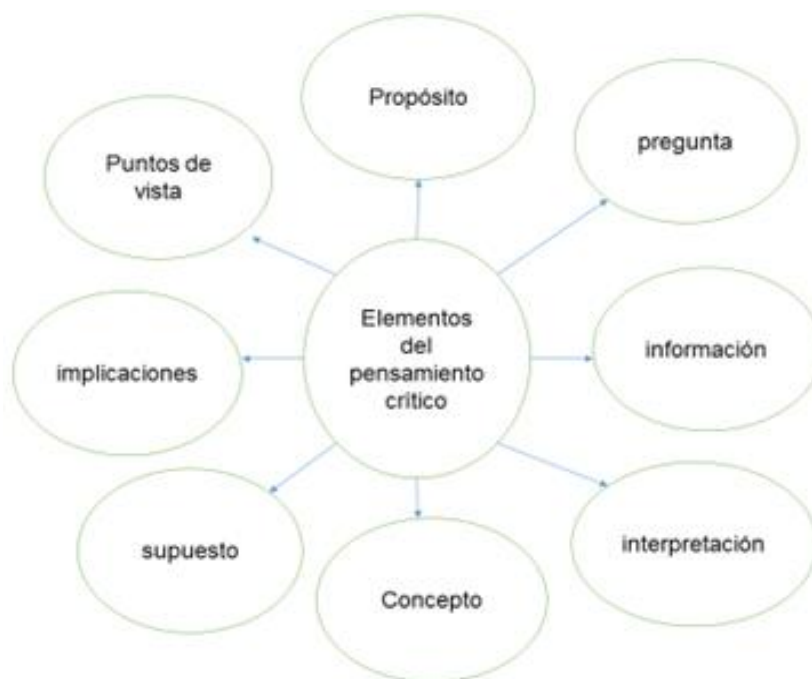 Propósito
pregunta
Puntos de
vista
Elementos
del
pensamiento
crítico
información
implicaciones
interpretación
supuesto
Concepto